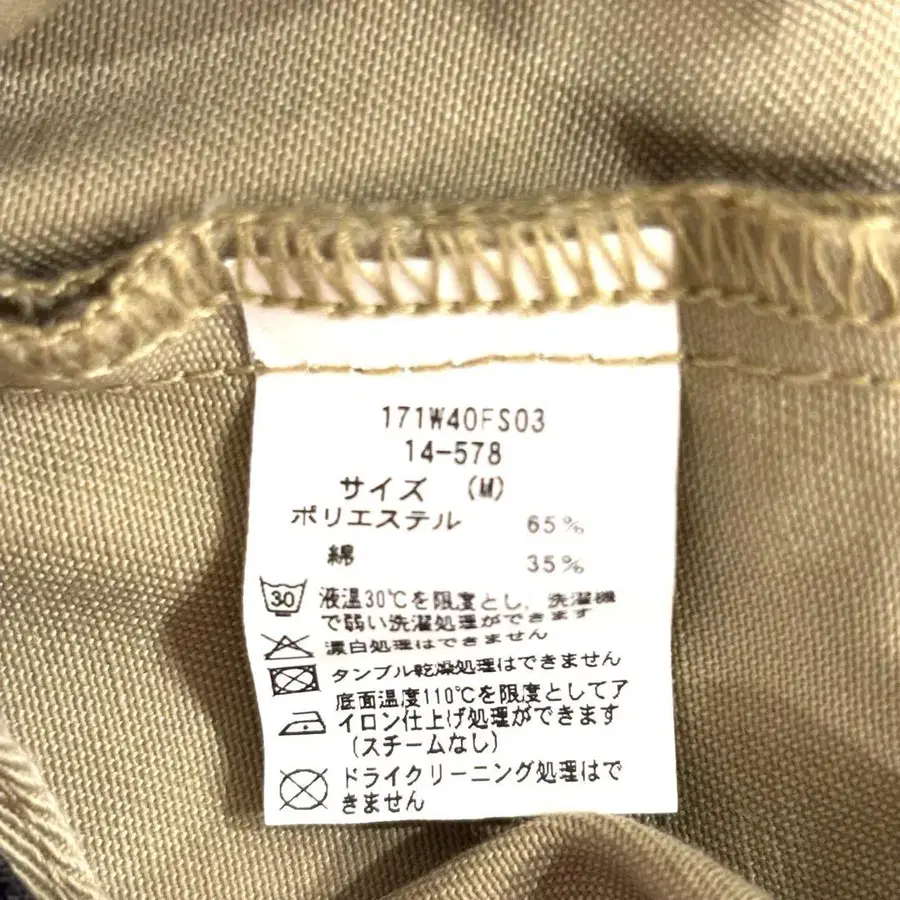 171W40FS03
14-578
サイズ (M)
ポリエステル 65%
綿 35%
30 液温30℃を限度とし、洗濯機
で弱い洗濯処理ができます
漂白処理はできません
タンブル乾燥処理はできません
底面温度110℃を限度としてア
イロン仕上げ処理ができます
(スチームなし)
ドライクリーニング処理はで
きません